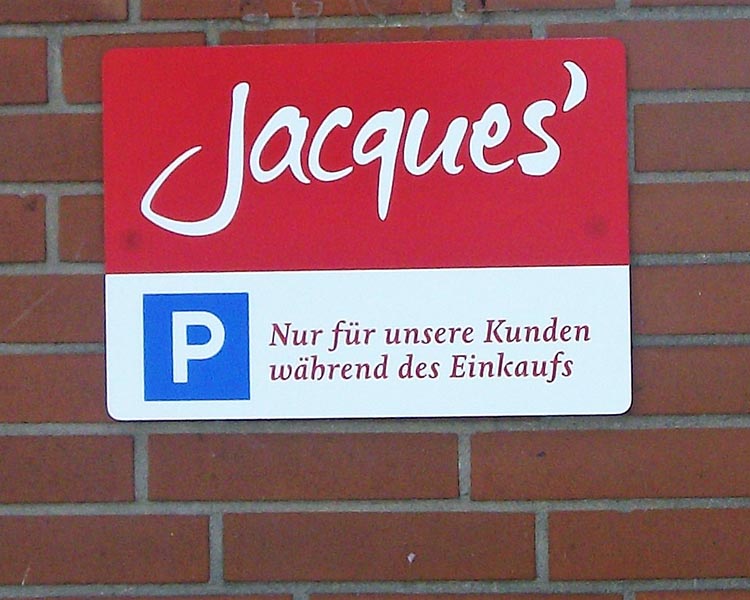 Jacques’
P
Nur für unsere Kunden
während des Einkaufs